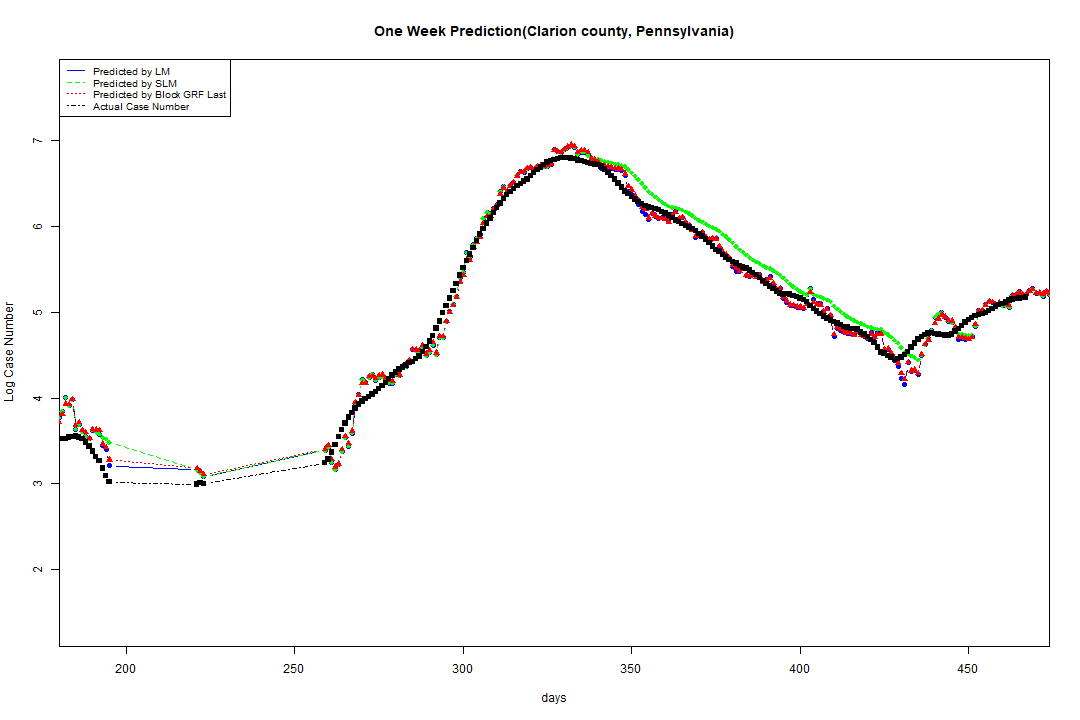 One Week Prediction(Clarion county, Pennsylvania)
Predicted by LM
Predicted by SLM
Predicted by Block GRF Last
Actual Case Number
Log Case Number
7
6
5
4
3
2
200 250 300 350 400 450
days